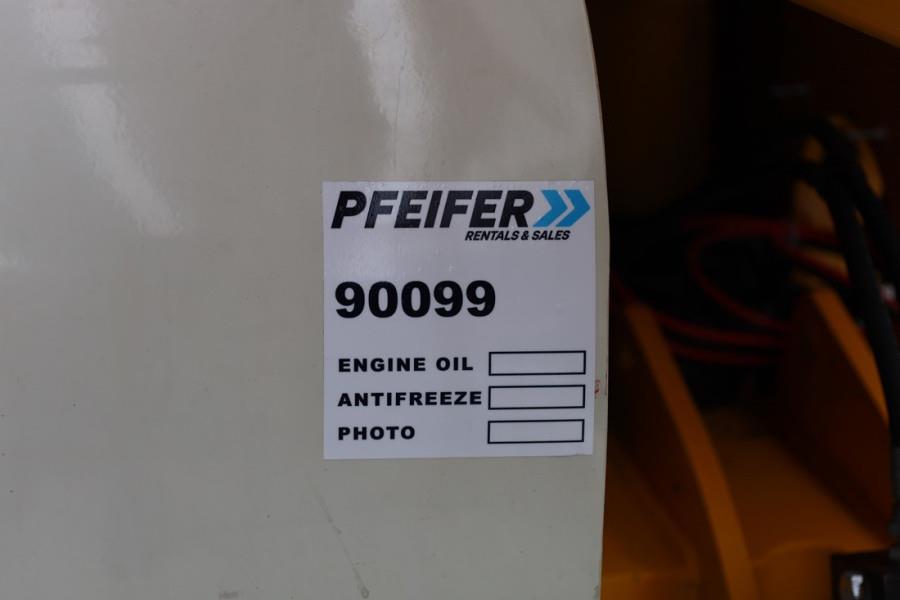 PFEIFER
RENTALS & SALES
90099
ENGINE OIL
ANTIFREEZE
PHOTO